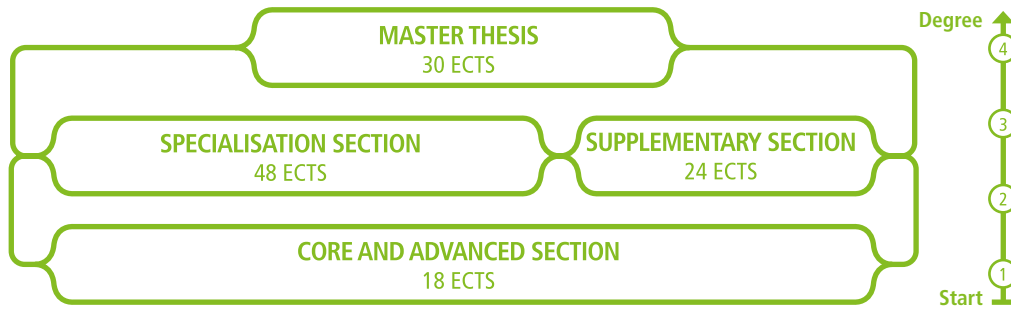 Degree
MASTER THESIS
30 ECTS
4
3
SPECIALISATION SECTION
48 ECTS
SUPPLEMENTARY SECTION
24 ECTS
2
CORE AND ADVANCED SECTION
18 ECTS
1
Start